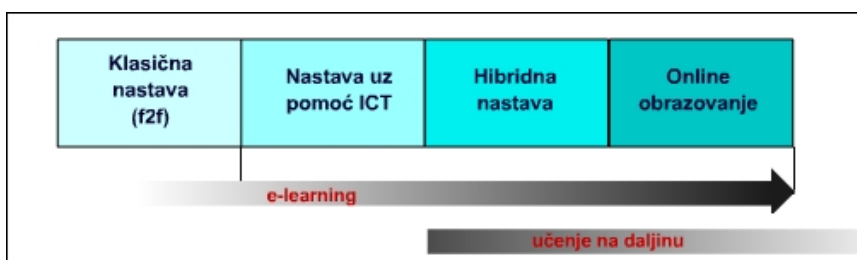 Klasična
nastava
(f2f)
Nastava uz
pomoć ICT
Hibridna
nastava
Online
obrazovanje
e-learning
učenje na daljinu